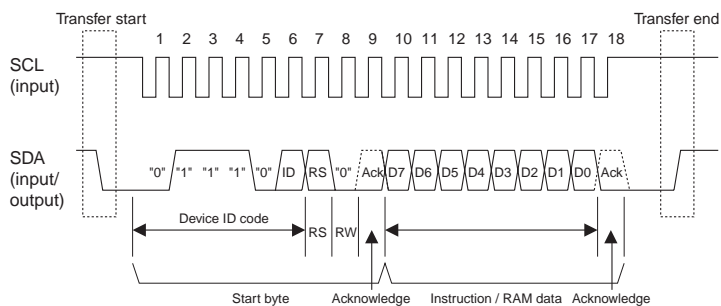 Transfer start
Transfer end
1 2 3 4 5 6 7 8 9 10 11 12 13 14 15 16 17 18
SCL
(input)
SDA
(input/
output)
"0" "1" "1" "1" "0" ID RS "0" Ack D7 D6 D5 D4 D3 D2 D1 D0 Ack
Device ID code
RS RW
Start byte
Acknowledge
Instruction / RAM data
Acknowledge